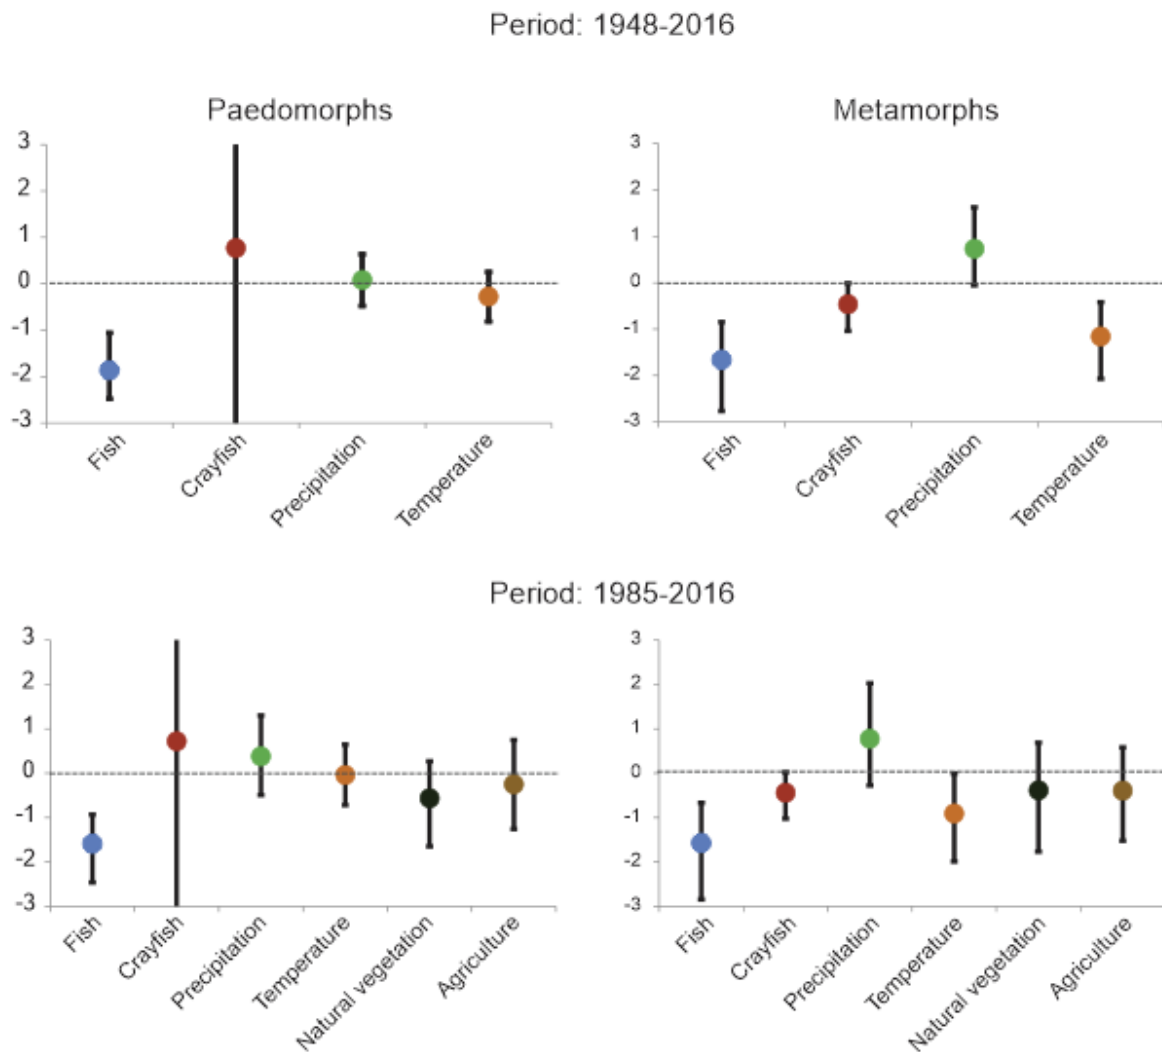 Period: 1948-2016
Paedomorphs
Metamorphs
3
2
1
0
-1
-2
-3
Fish
Crayfish
Precipitation
Temperature
3
2
1
0
-1
-2
-3
Fish
Crayfish
Precipitation
Temperature
Period: 1985-2016
3
2
1
0
-1
-2
-3
Fish
Crayfish
Precipitation
Temperature
Natural vegetation
Agriculture
3
2
1
0
-1
-2
-3
Fish
Crayfish
Precipitation
Temperature
Natural vegetation
Agriculture